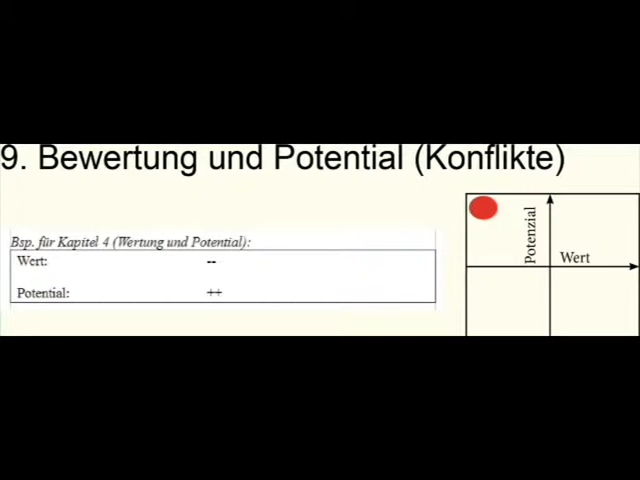 9. Bewertung und Potential (Konflikte)
Bsp. für Kapitel 4 (Wertung und Potential):
Wert: --
Potential: ++
Potenzial
Wert